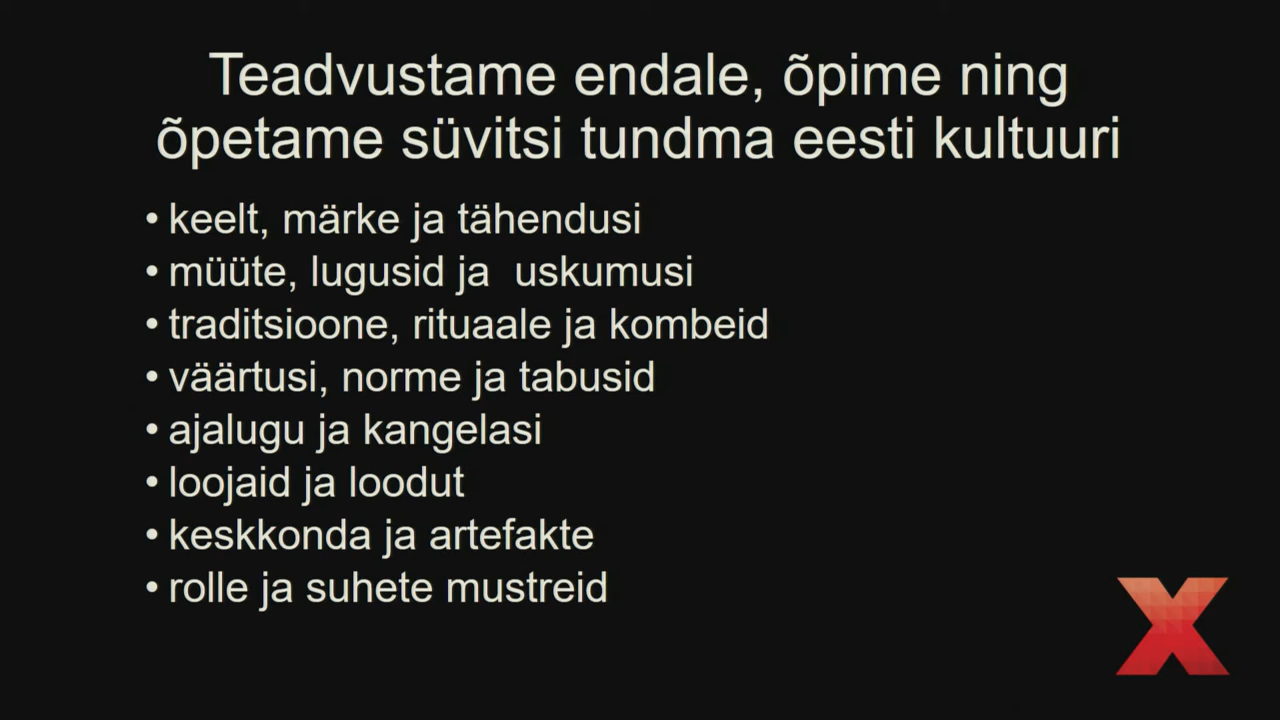 Teadvustame endale, õpime ning
õpetame süvitsi tundma eesti kultuuri
• keelt, märke ja tähendusi
• müüte, lugusid ja  uskumusi
• traditsioone, rituaale ja kombeid
• väärtusi, norme ja tabusid
• ajalugu ja kangelasi
• loojaid ja loodut
• keskkonda ja artefakte
• rolle ja suhete mustreid
X